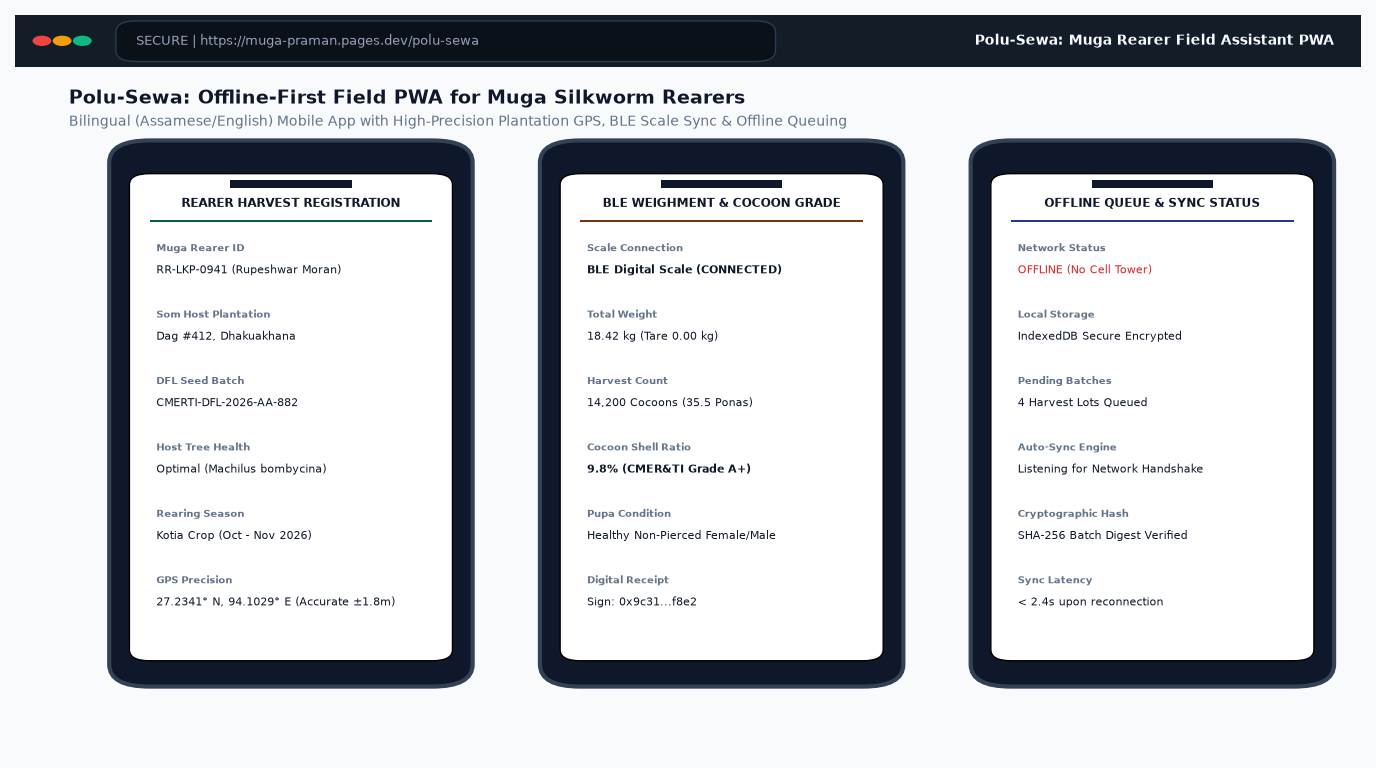 SECURE | https://muga-praman.pages.dev/polu-sewa
Polu-Sewa: Muga Rearer Field Assistant PWA
Polu-Sewa: Offline-First Field PWA for Muga Silkworm Rearers
Bilingual (Assamese/English) Mobile App with High-Precision Plantation GPS, BLE Scale Sync & Offline Queuing
REARER HARVEST REGISTRATION
Muga Rearer ID
RR-LKP-0941 (Rupeshwar Moran)
Som Host Plantation
Dag #412, Dhakuakhana
DFL Seed Batch
CMERTI-DFL-2026-AA-882
Host Tree Health
Optimal (Machilus bombycina)
Rearing Season
Kotia Crop (Oct - Nov 2026)
GPS Precision
27.2341° N, 94.1029° E (Accurate ±1.8m)
BLE WEIGHMENT & COCOON GRADE
Scale Connection
BLE Digital Scale (CONNECTED)
Total Weight
18.42 kg (Tare 0.00 kg)
Harvest Count
14,200 Cocoons (35.5 Ponas)
Cocoon Shell Ratio
9.8% (CMER&TI Grade A+)
Pupa Condition
Healthy Non-Pierced Female/Male
Digital Receipt
Sign: 0x9c31...f8e2
OFFLINE QUEUE & SYNC STATUS
Network Status
OFFLINE (No Cell Tower)
Local Storage
IndexedDB Secure Encrypted
Pending Batches
4 Harvest Lots Queued
Auto-Sync Engine
Listening for Network Handshake
Cryptographic Hash
SHA-256 Batch Digest Verified
Sync Latency
< 2.4s upon reconnection